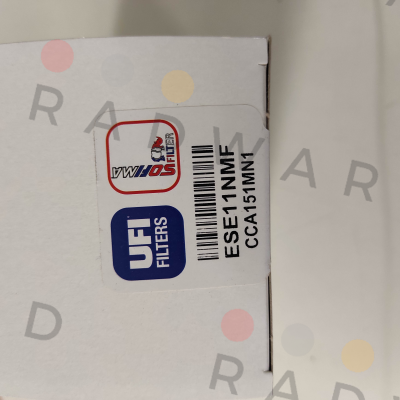 SOFIMA
FILTER
UFI
FILTERS
ESE11NMF
CCA151MN1
RADWAR
D
RADWAR